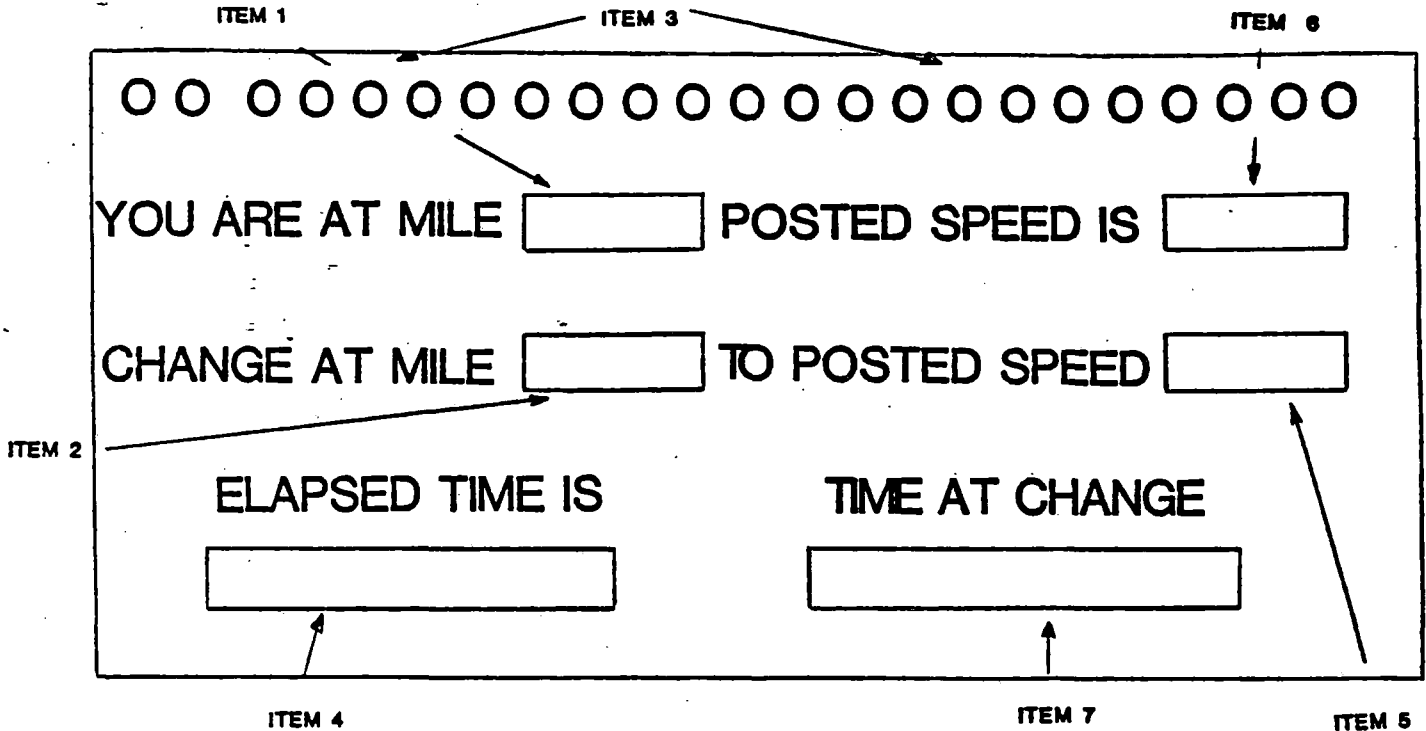 ITEM 1 ITEM 3 ITEM 6
YOU ARE AT MILE POSTED SPEED IS
CHANGE AT MILE TO POSTED SPEED
ITEM 2
ELAPSED TIME IS TIME AT CHANGE
ITEM 4 ITEM 7 ITEM 5